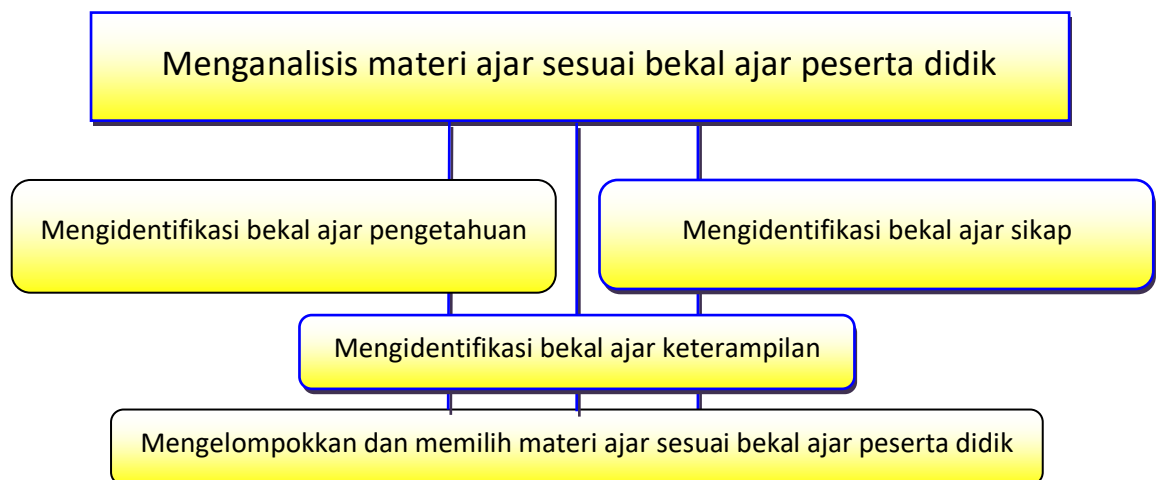 Menganalisis materi ajar sesuai bekal ajar peserta didik
Mengidentifikasi bekal ajar pengetahuan
Mengidentifikasi bekal ajar sikap
Mengidentifikasi bekal ajar keterampilan
Mengelompokkan dan memilih materi ajar sesuai bekal ajar peserta didik